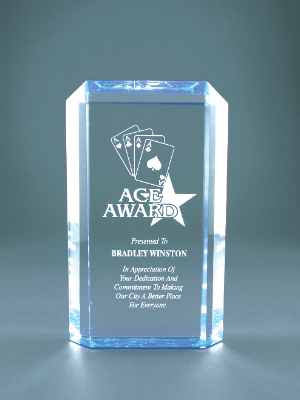 ACE
AWARD
Presented To
BRADLEY WINSTON
In Appreciation Of
Your Dedication And
Commitment To Making
Our City A Better Place
For Everyone